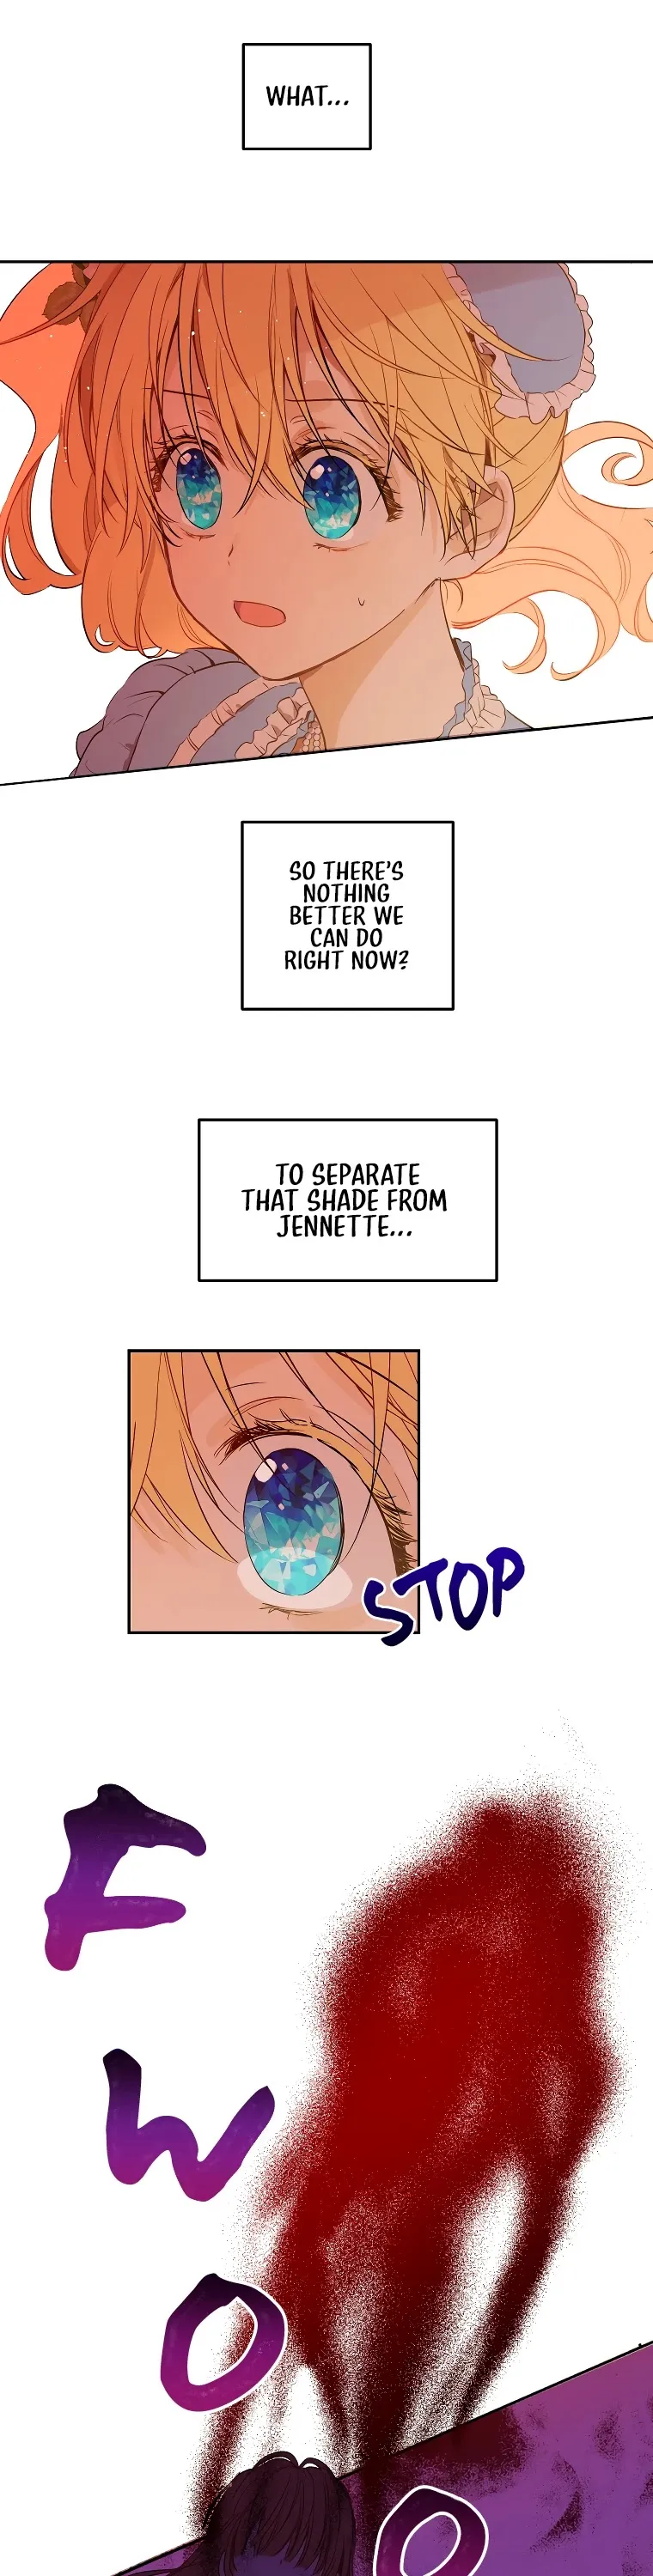 WHAT...
SO THERE'S
NOTHING
BETTER WE
CAN DO
RIGHT NOW?
TO SEPARATE
THAT SHADE FROM
JENNETTE...
STOP
F
W
O
O